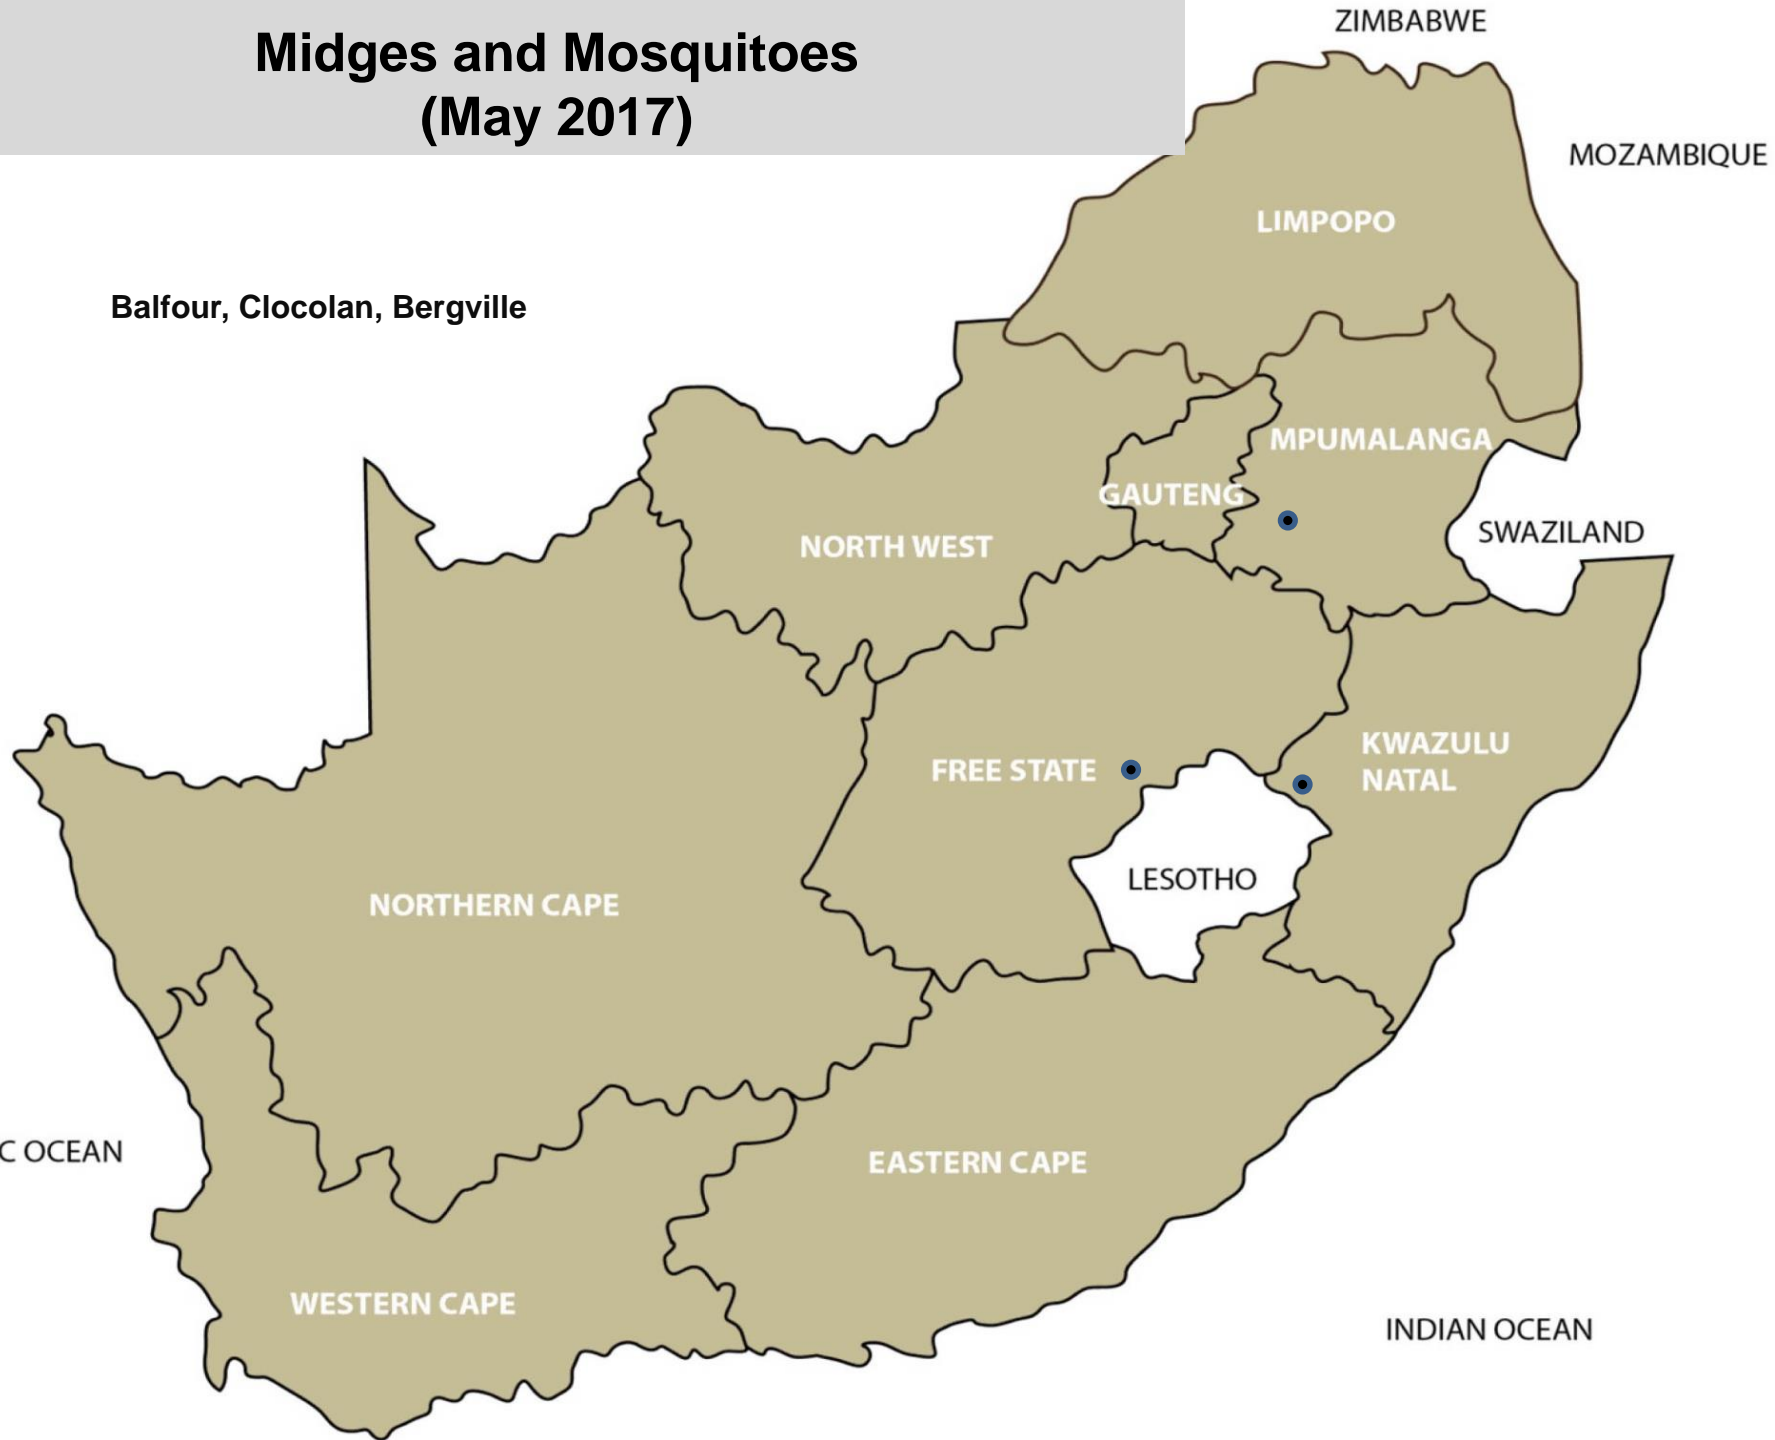 Midges and Mosquitoes
(May 2017)
ZIMBABWE
MOZAMBIQUE
LIMPOPO
Balfour, Clocolan, Bergville
MPUMALANGA
GAUTENG
SWAZILAND
NORTH WEST
KWAZULU
NATAL
FREE STATE
LESOTHO
NORTHERN CAPE
C OCEAN
EASTERN CAPE
WESTERN CAPE
INDIAN OCEAN